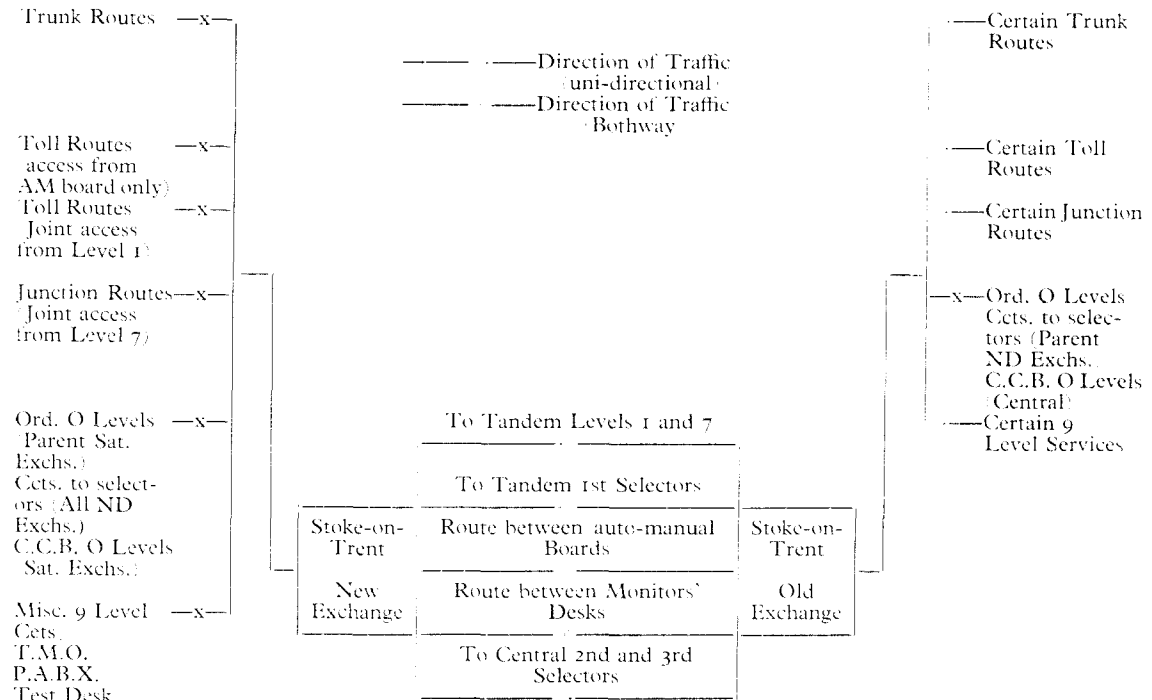 Trunk Routes —x—
Toll Routes —x—
access from
AM board only)
Toll Routes —x—
Joint access
from Level 1)
Junction Routes—x—
(Joint access
from Level 7)
Ord. O Levels —x—
(Parent Sat.
Exchs.)
Ccts. to select-
ors (All ND
Exchs.)
C.C.B. O Levels
Sat. Exchs.)
Misc. 9 Level —x—
Ccts.
T.M.O.
P.A.B.X.
Test Desk
Direction of Traffic
(uni-directional)
Direction of Traffic
Bothway
To Tandem Levels 1 and 7
To Tandem 1st Selectors
Stoke-on-
Trent
New
Exchange
Route between auto-manual
Boards
Route between Monitors'
Desks
To Central 2nd and 3rd
Selectors
Stoke-on-
Trent
Old
Exchange
Certain Trunk
Routes
Certain Toll
Routes
Certain Junction
Routes
—x—Ord. O Levels
Ccts. to selec-
tors (Parent
ND Exchs.
C.C.B. O Levels
(Central)
Certain 9
Level Services